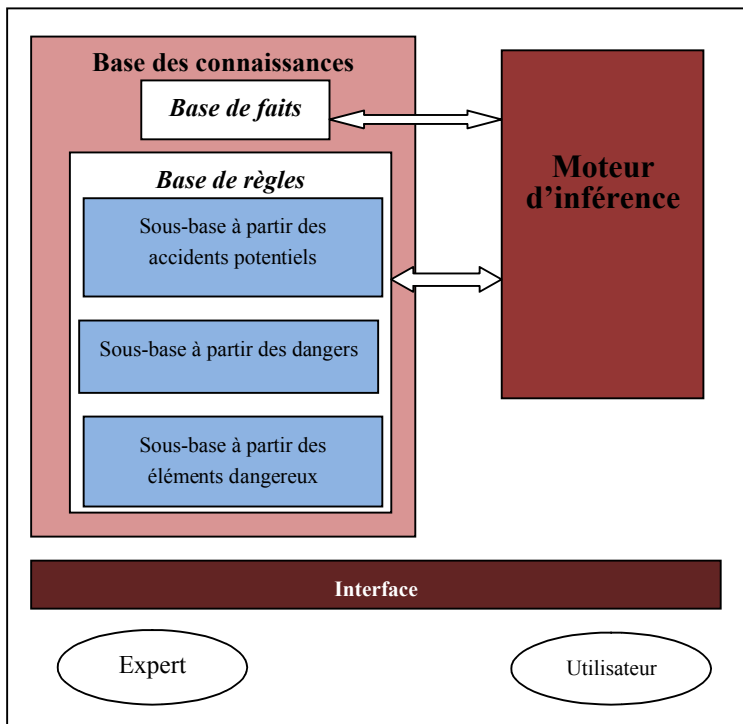 Base des connaissances
Base de faits
Base de règles
Sous-base à partir des
accidents potentiels
Sous-base à partir des dangers
Sous-base à partir des
éléments dangereux
Moteur
d’inférence
Interface
Expert
Utilisateur